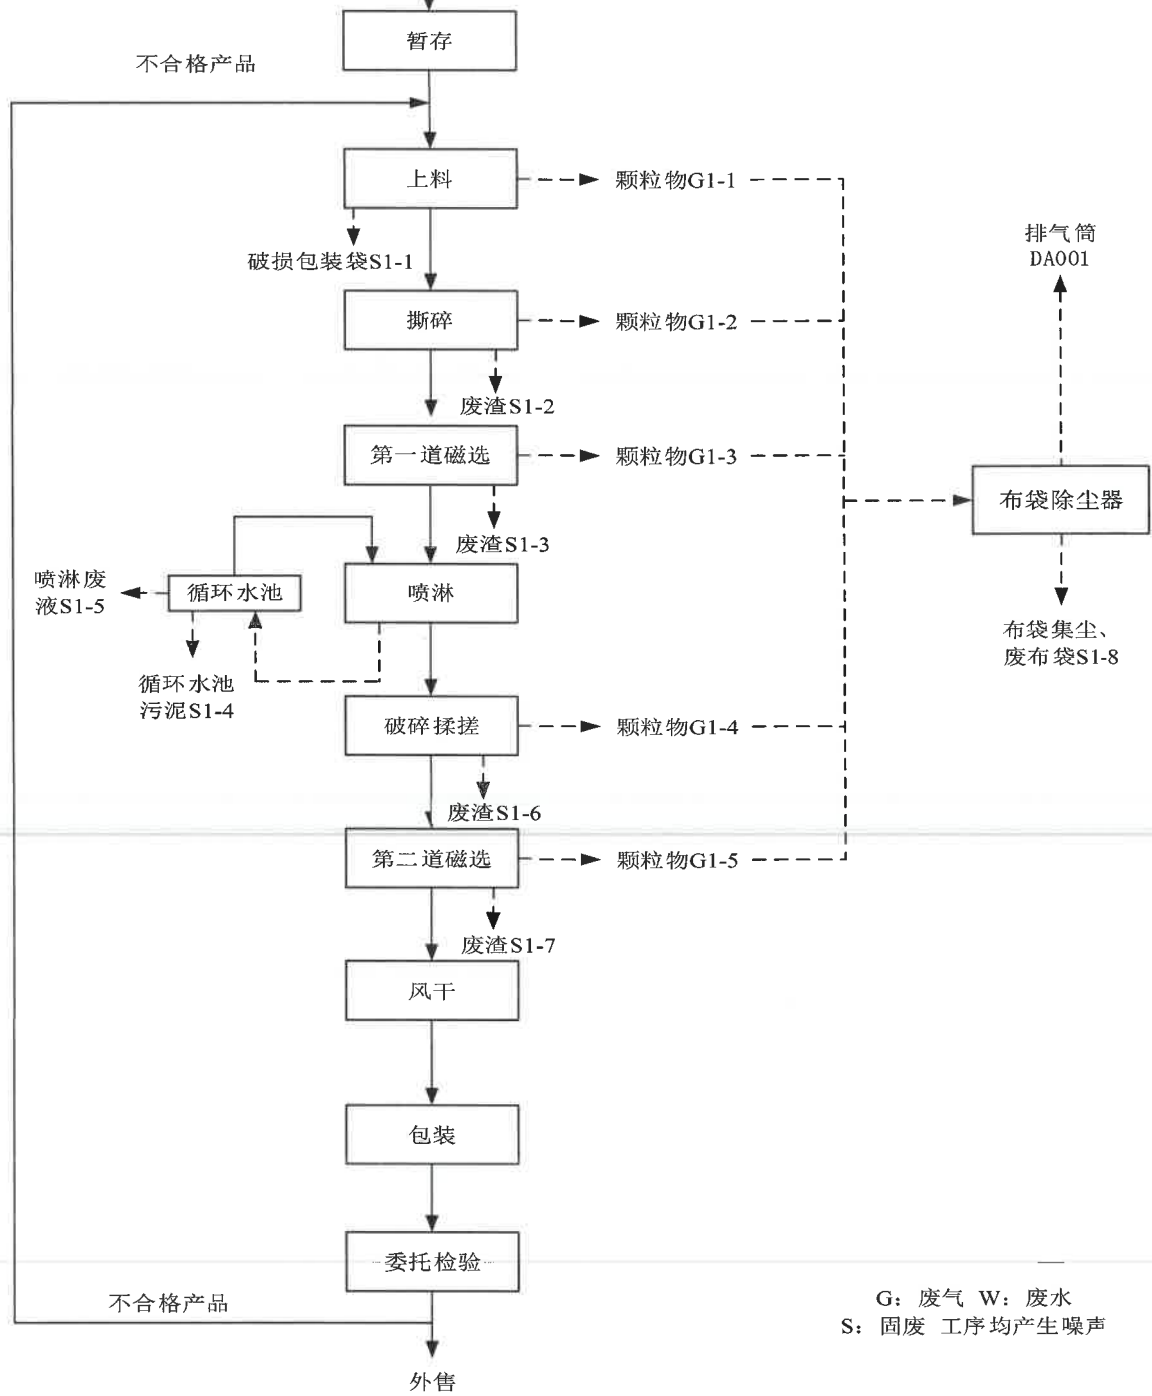 暂存
不合格产品
上料
颗粒物G1-1
破损包装袋S1-1
排气筒
DA001
撕碎
颗粒物G1-2
废渣S1-2
第一道磁选
颗粒物G1-3
布袋除尘器
废渣S1-3
喷淋废
液S1-5
循环水池
喷淋
循环水池
污泥S1-4
布袋集尘、
废布袋S1-8
破碎揉搓
颗粒物G1-4
废渣S1-6
第二道磁选
颗粒物G1-5
废渣S1-7
风干
包装
委托检验
不合格产品
G：废气 W：废水
S：固废 工序均产生噪声
外售